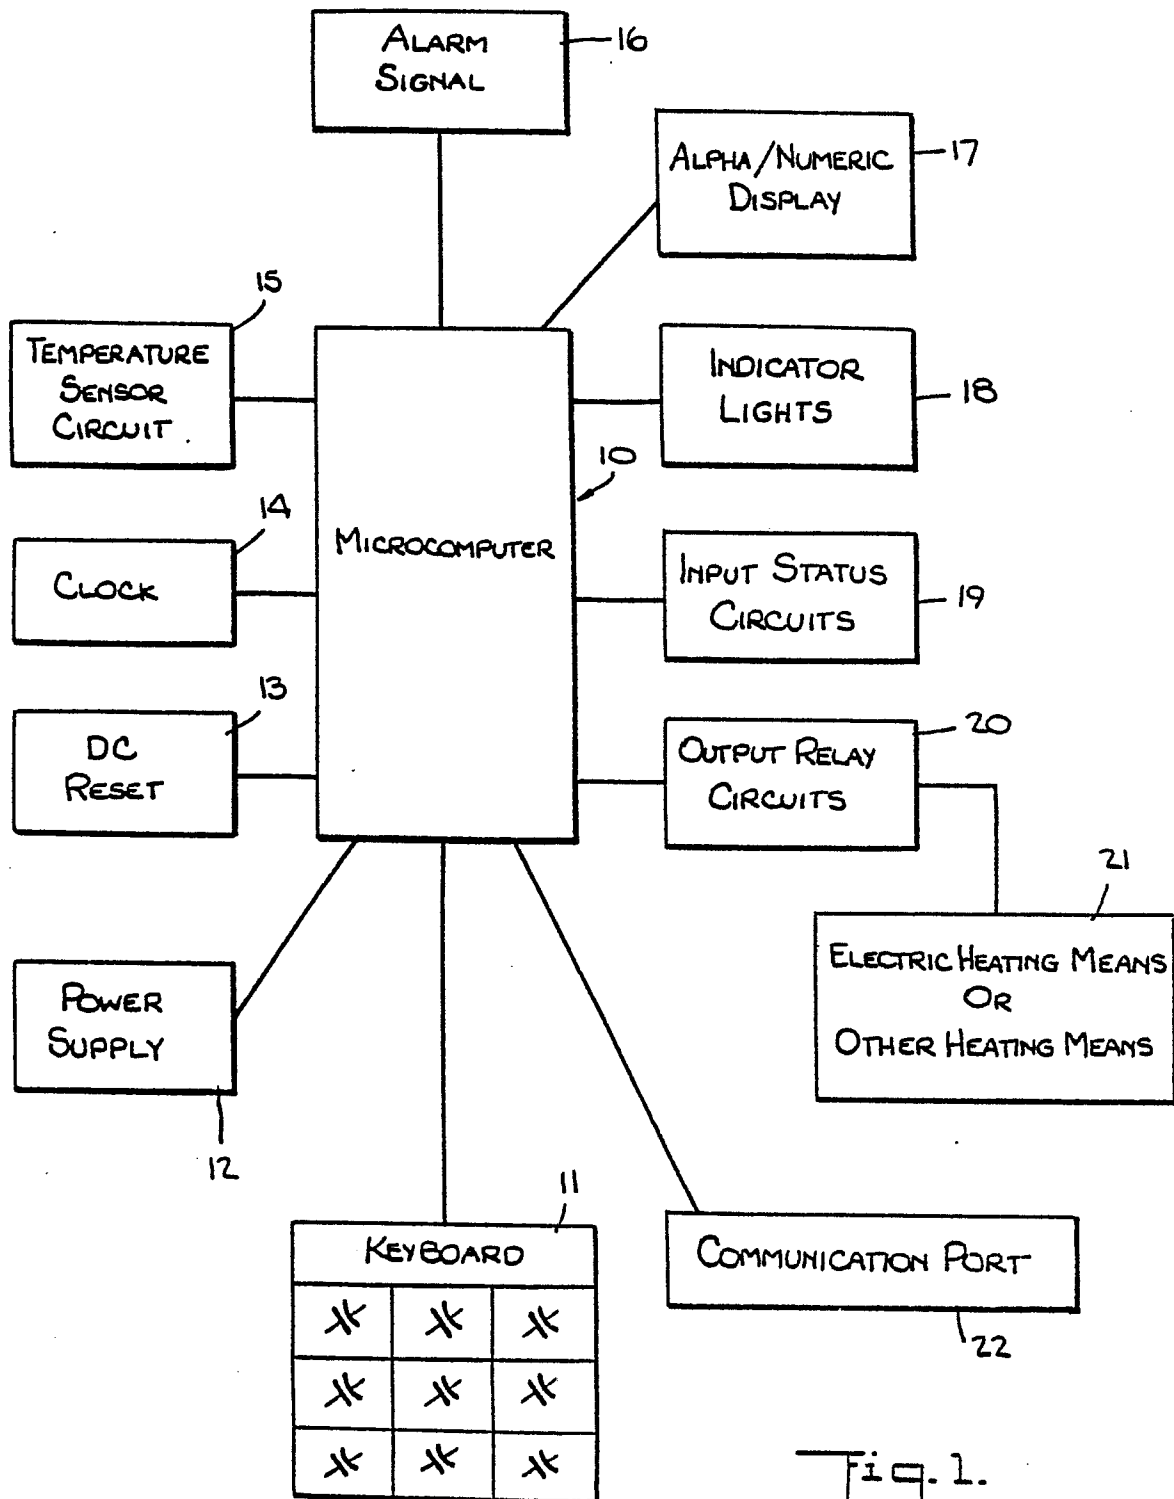 ALARM
SIGNAL
16
ALPHA/NUMERIC
DISPLAY
17
15
TEMPERATURE
SENSOR
CIRCUIT
INDICATOR
LIGHTS
18
10
MICROCOMPUTER
14
CLOCK
INPUT STATUS
CIRCUITS
19
13
DC
RESET
20
OUTPUT RELAY
CIRCUITS
21
ELECTRIC HEATING MEANS
OR
OTHER HEATING MEANS
POWER
SUPPLY
12
11
KEYBOARD
COMMUNICATION PORT
22
Fig. 1.